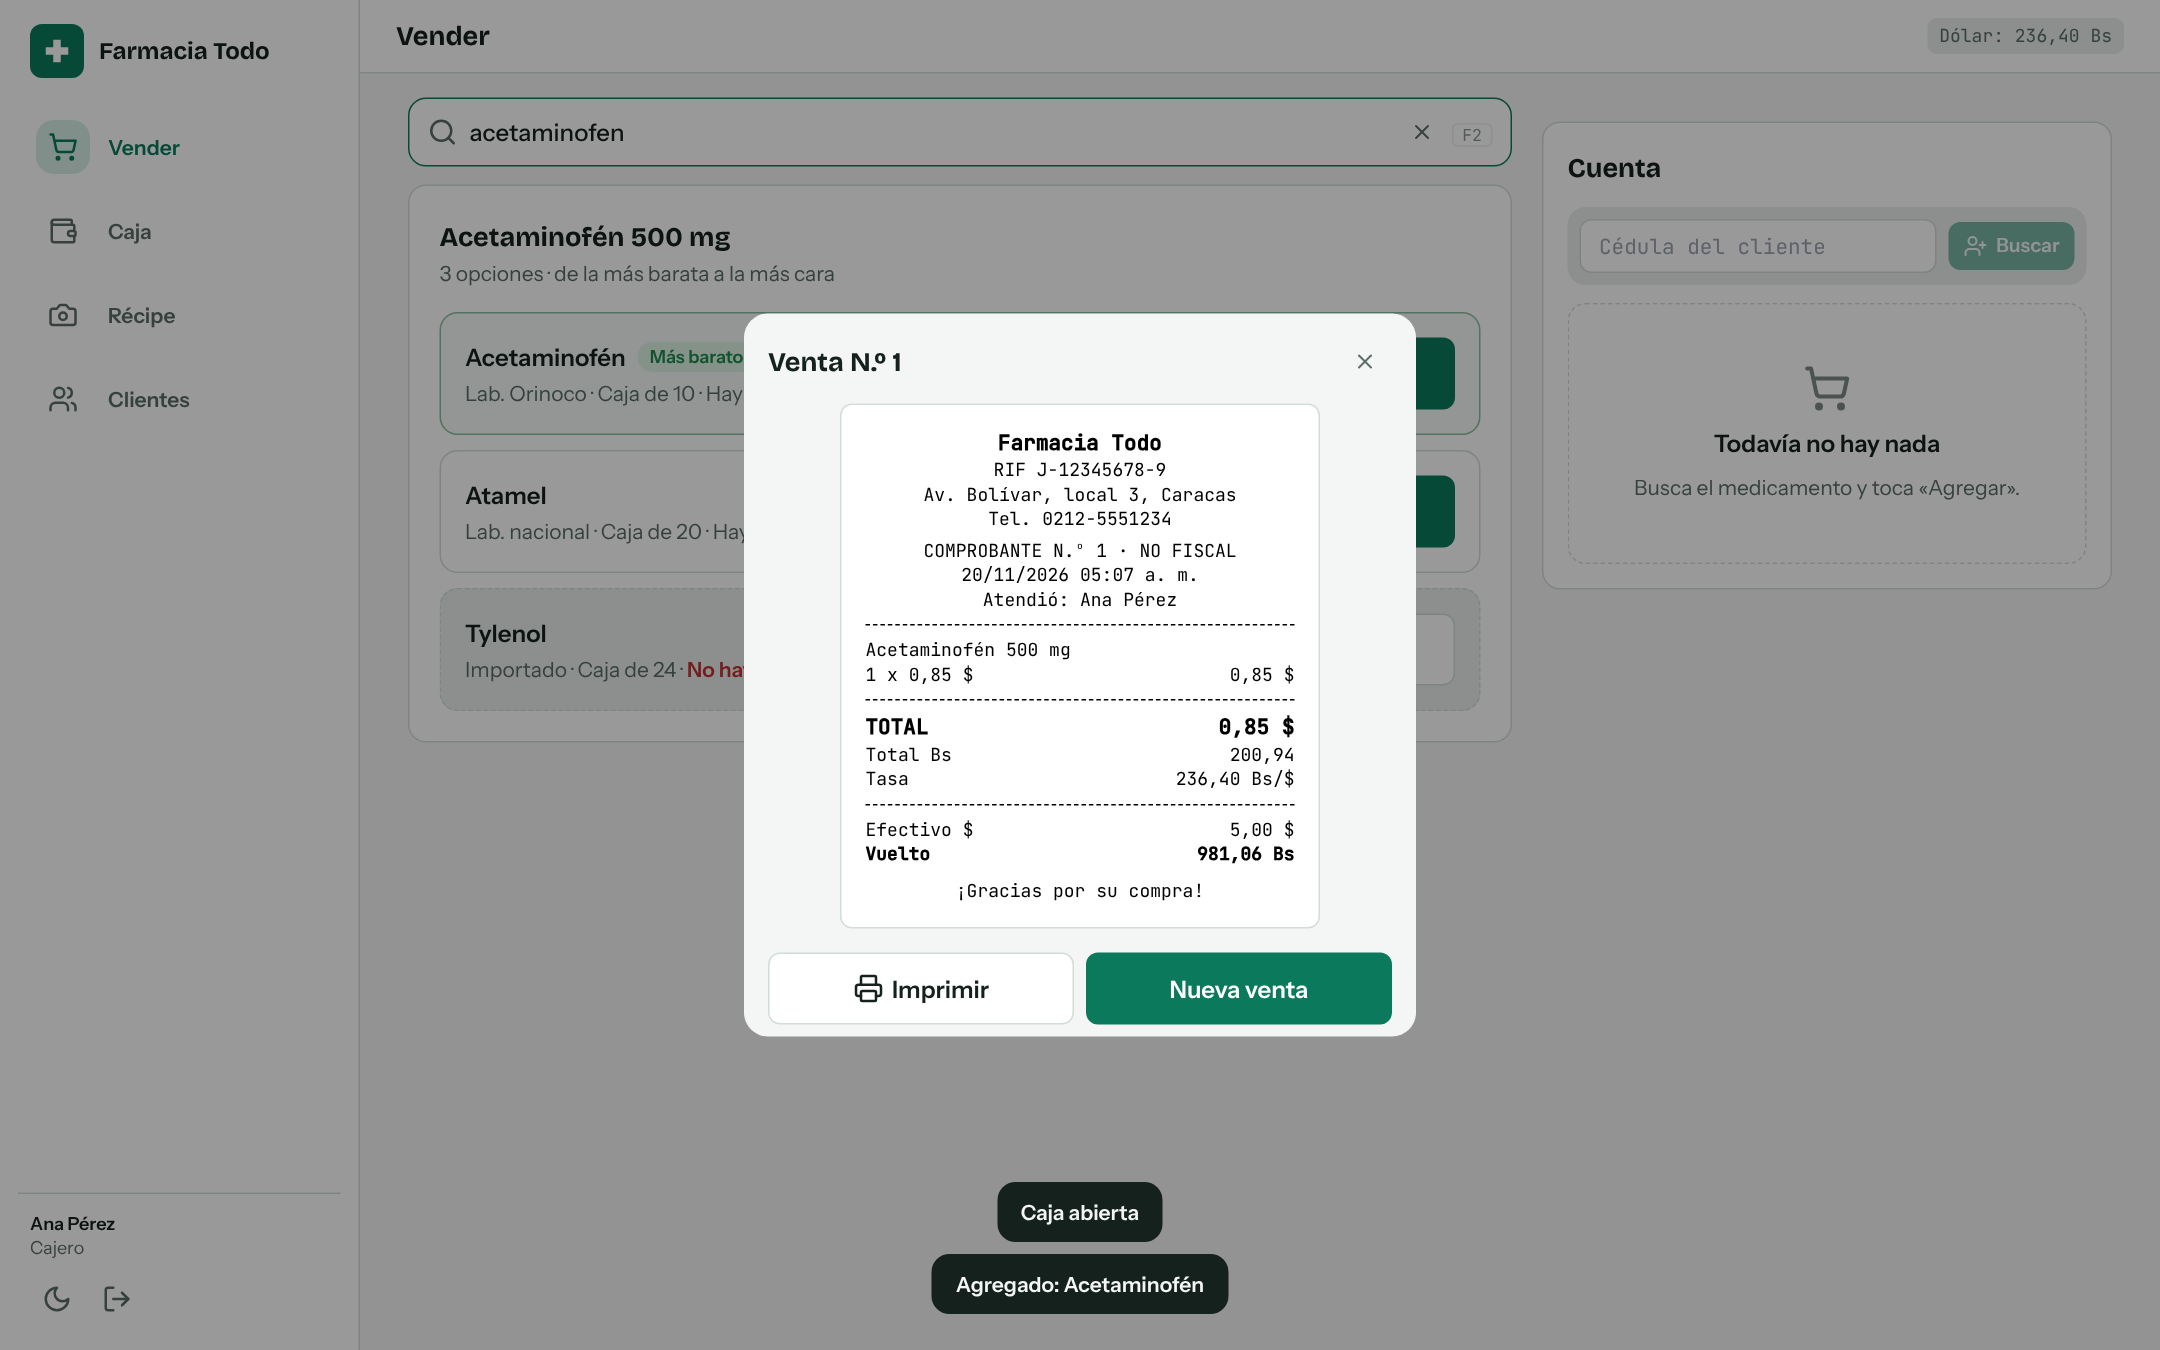 Farmacia Todo
Vender
Caja
Récipe
Clientes
Ana Pérez
Cajero
Vender
Dólar: 236,40 Bs
acetaminofen
F2
Acetaminofén 500 mg
3 opciones · de la más barata a la más cara
Acetaminofén Más barato
Lab. Orinoco · Caja de 10 · Hay
Atamel
Lab. nacional · Caja de 20 · Hay
Tylenol
Importado · Caja de 24 · No hay
Cuenta
Cédula del cliente
Buscar
Todavía no hay nada
Busca el medicamento y toca «Agregar».
Venta N.º 1
Farmacia Todo
RIF J-12345678-9
Av. Bolívar, local 3, Caracas
Tel. 0212-5551234
COMPROBANTE N.º 1 · NO FISCAL
20/11/2026 05:07 a. m.
Atendió: Ana Pérez
Acetaminofén 500 mg
1 x 0,85 $ 0,85 $
TOTAL 0,85 $
Total Bs 200,94
Tasa 236,40 Bs/$
Efectivo $ 5,00 $
Vuelto 981,06 Bs
¡Gracias por su compra!
Imprimir
Nueva venta
Caja abierta
Agregado: Acetaminofén